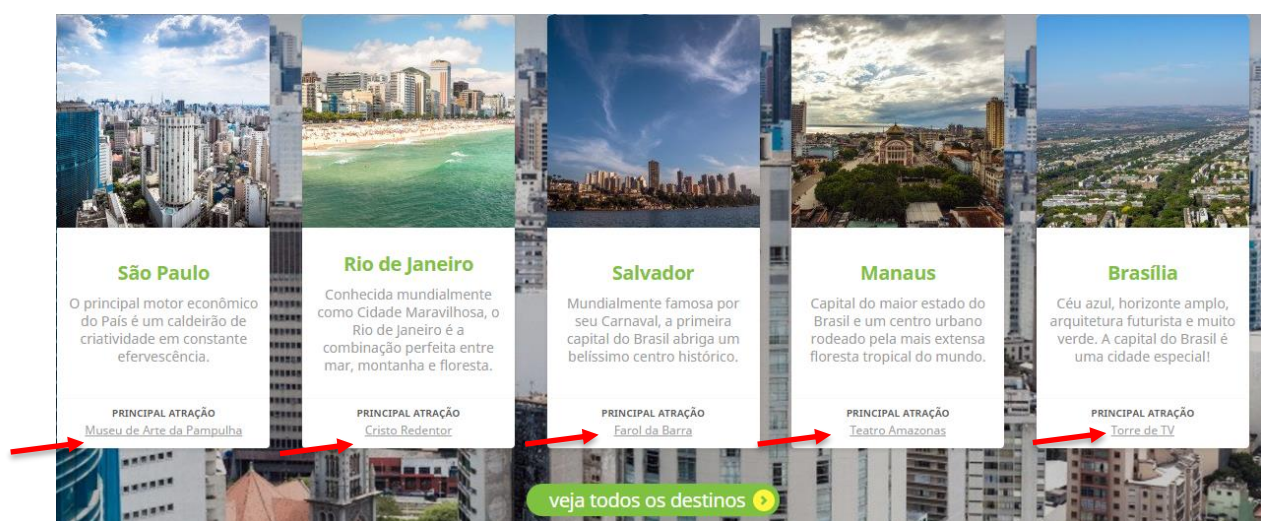 São Paulo
O principal motor econômico
do País é um caldeirão de
criatividade em constante
efervescência.
PRINCIPAL ATRAÇÃO
Museu de Arte da Pampulha
Rio de Janeiro
Conhecida mundialmente
como Cidade Maravilhosa, o
Rio de Janeiro é a
combinação perfeita entre
mar, montanha e floresta.
PRINCIPAL ATRAÇÃO
Cristo Redentor
Salvador
Mundialmente famosa por
seu Carnaval, a primeira
capital do Brasil abriga um
belíssimo centro histórico.
PRINCIPAL ATRAÇÃO
Farol da Barra
Manaus
Capital do maior estado do
Brasil e um centro urbano
rodeado pela mais extensa
floresta tropical do mundo.
PRINCIPAL ATRAÇÃO
Teatro Amazonas
Brasília
Céu azul, horizonte amplo,
arquitetura futurista e muito
verde. A capital do Brasil é
uma cidade especial!
PRINCIPAL ATRAÇÃO
Torre de TV
veja todos os destinos